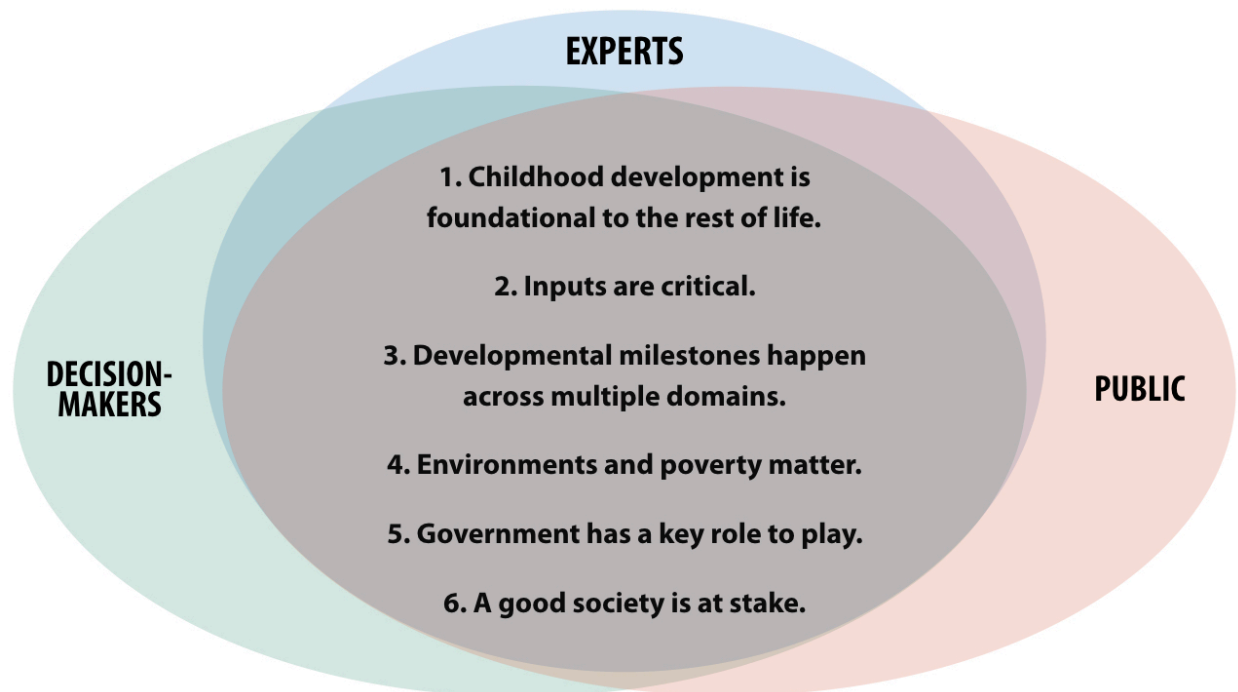 EXPERTS
1. Childhood development is
foundational to the rest of life.
2. Inputs are critical.
3. Developmental milestones happen
across multiple domains.
DECISION-
MAKERS
PUBLIC
4. Environments and poverty matter.
5. Government has a key role to play.
6. A good society is at stake.